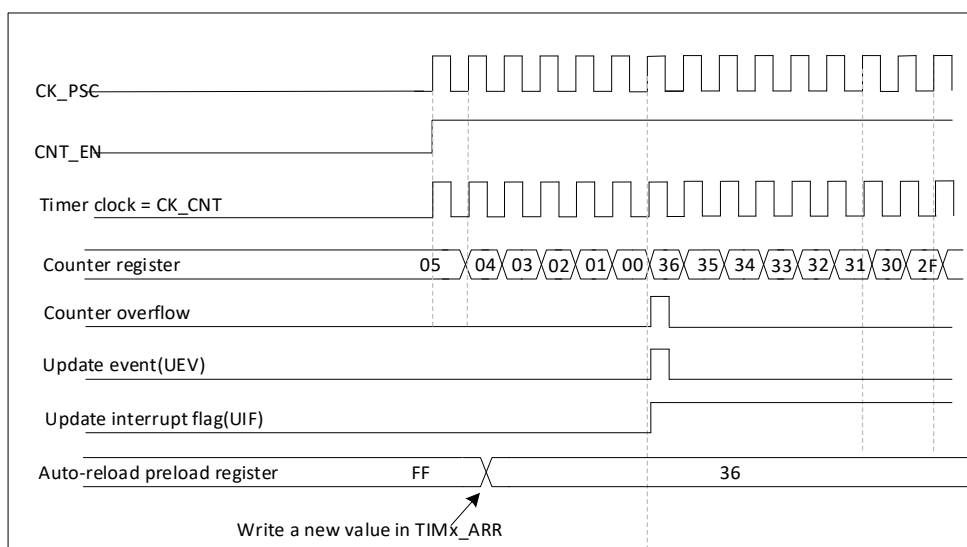 CK_PSC
CNT_EN
Timer clock = CK_CNT
Counter register 05 04 03 02 01 00 36 35 34 33 32 31 30 2F
Counter overflow
Update event(UEV)
Update interrupt flag(UIF)
Auto-reload preload register FF 36
Write a new value in TIMx_ARR